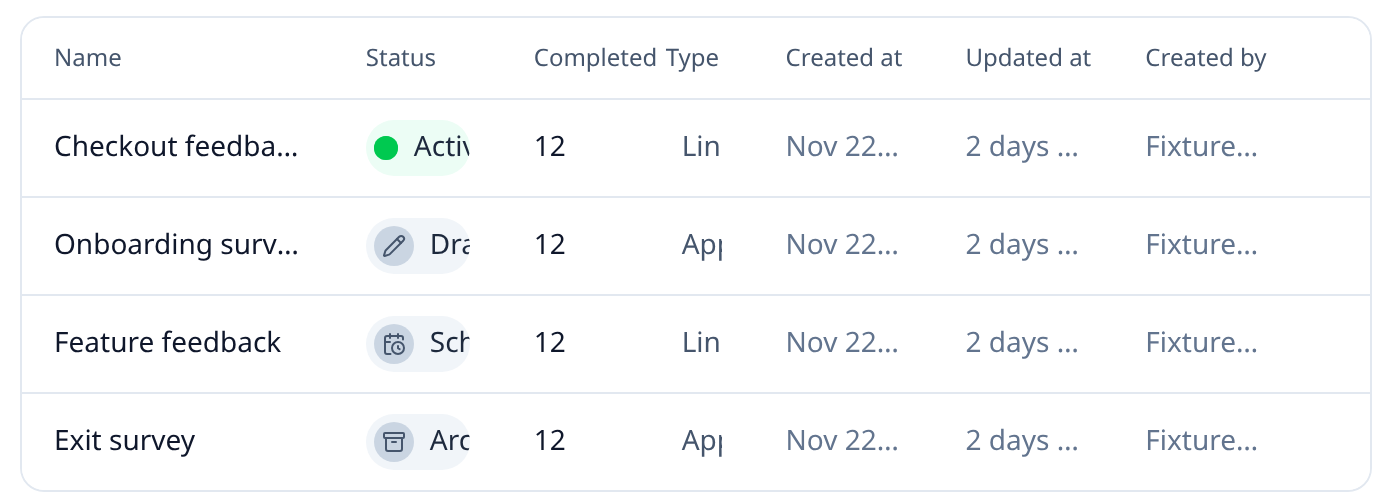 Name Status Completed Type Created at Updated at Created by
Checkout feedba... Activ 12 Lin Nov 22... 2 days ... Fixture...
Onboarding surv... Dra 12 App Nov 22... 2 days ... Fixture...
Feature feedback Sch 12 Lin Nov 22... 2 days ... Fixture...
Exit survey Arc 12 App Nov 22... 2 days ... Fixture...